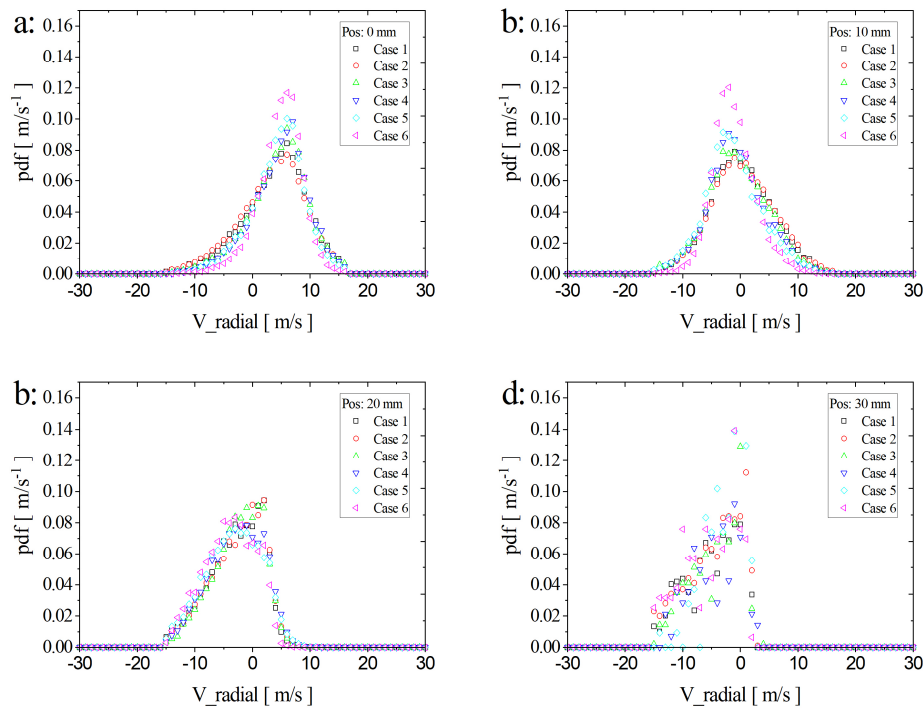 a:
Pos: 0 mm
Case 1
Case 2
Case 3
Case 4
Case 5
Case 6
pdf [ m/s⁻¹ ]
0.16
0.14
0.12
0.10
0.08
0.06
0.04
0.02
0.00
-30 -20 -10 0 10 20 30
V_radial [ m/s ]
b:
Pos: 10 mm
Case 1
Case 2
Case 3
Case 4
Case 5
Case 6
pdf [ m/s⁻¹ ]
0.16
0.14
0.12
0.10
0.08
0.06
0.04
0.02
0.00
-30 -20 -10 0 10 20 30
V_radial [ m/s ]
b:
Pos: 20 mm
Case 1
Case 2
Case 3
Case 4
Case 5
Case 6
pdf [ m/s⁻¹ ]
0.16
0.14
0.12
0.10
0.08
0.06
0.04
0.02
0.00
-30 -20 -10 0 10 20 30
V_radial [ m/s ]
d:
Pos: 30 mm
Case 1
Case 2
Case 3
Case 4
Case 5
Case 6
pdf [ m/s⁻¹ ]
0.16
0.14
0.12
0.10
0.08
0.06
0.04
0.02
0.00
-30 -20 -10 0 10 20 30
V_radial [ m/s ]